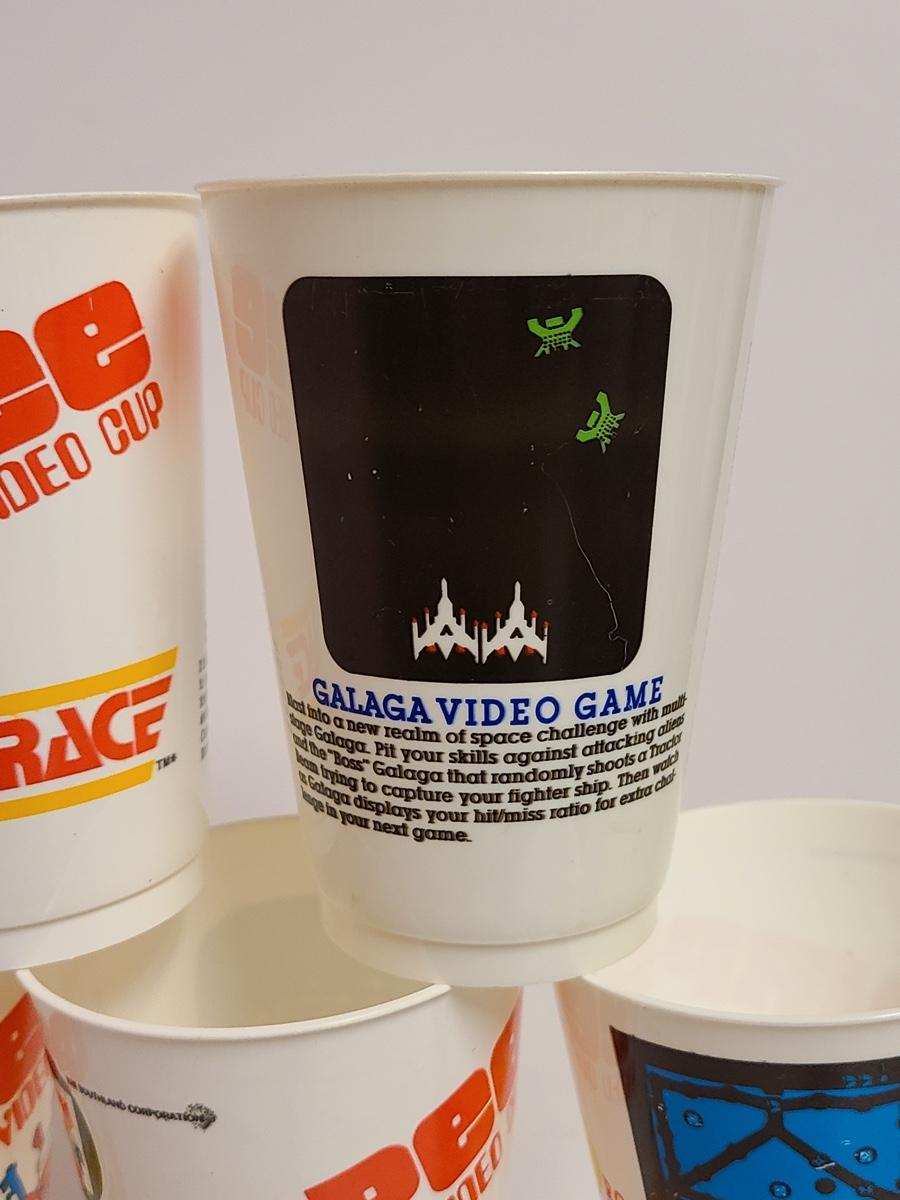 ee
IDEO CUP
RACE
TM
GALAGA VIDEO GAME
Blast into a new realm of space challenge with multi-
stage Galaga. Pit your skills against attacking aliens
and the "Boss" Galaga that randomly shoots a Tractor
Beam trying to capture your fighter ship. Then watch
as Galaga displays your hit/miss ratio for extra chal-
lenge in your next game.
THE SOUTHLAND CORPORATION